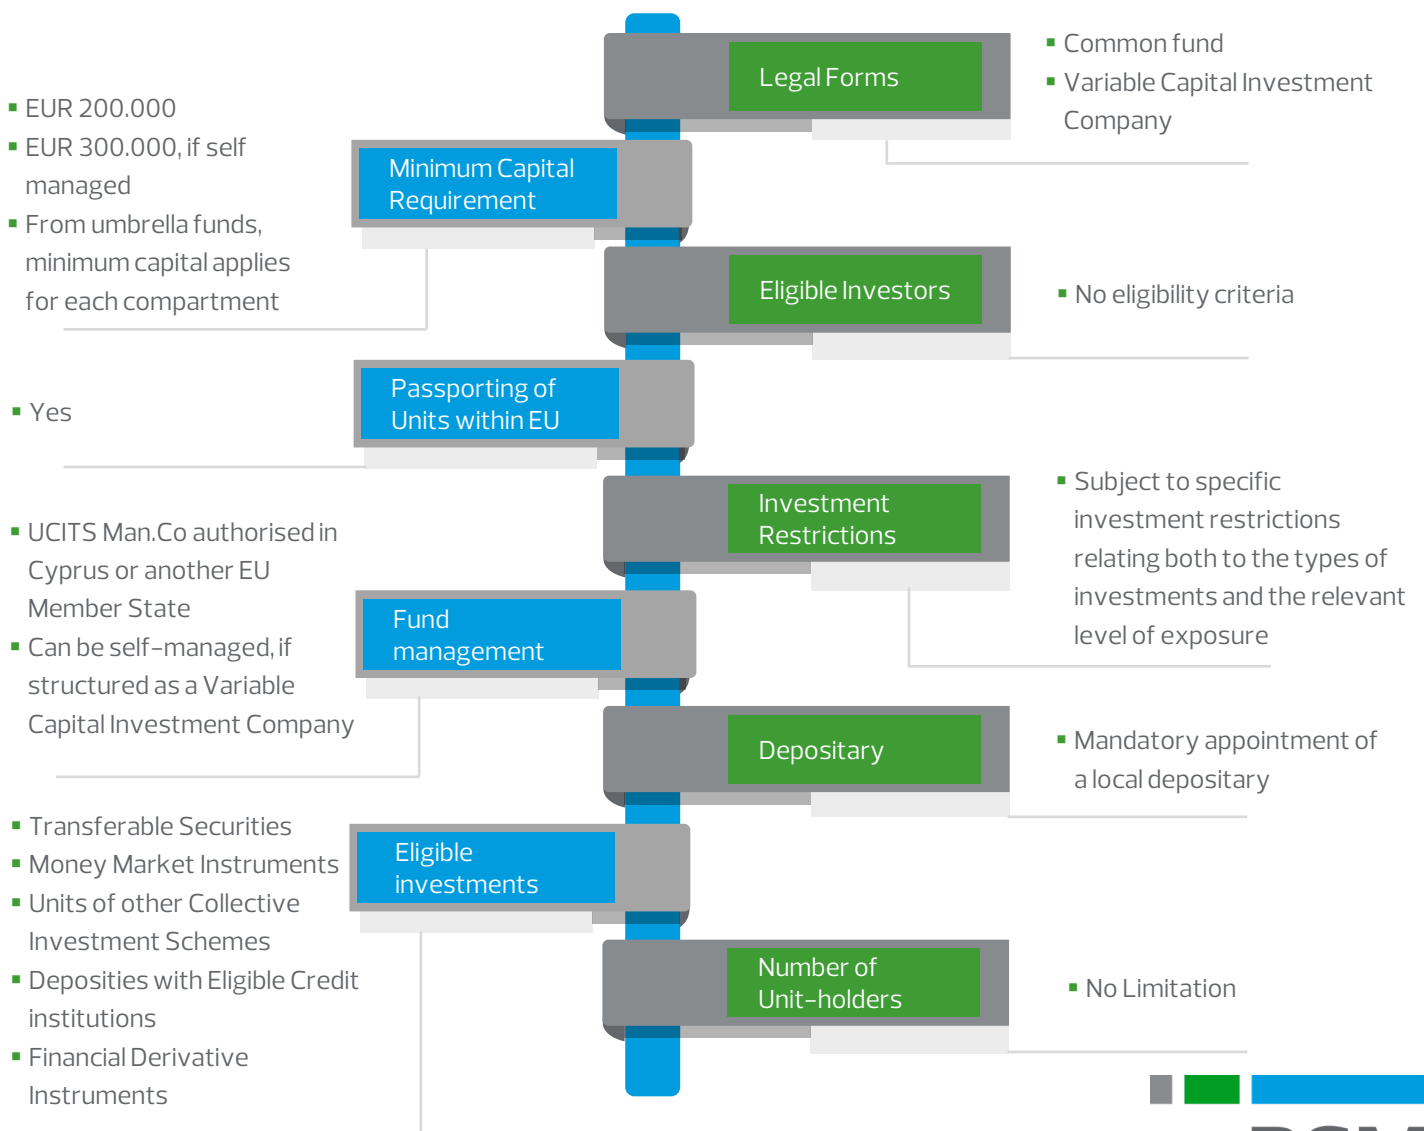 Legal Forms
▪ Common fund
▪ Variable Capital Investment
Company
▪ EUR 200.000
▪ EUR 300.000, if self
managed
▪ From umbrella funds,
minimum capital applies
for each compartment
Minimum Capital
Requirement
Eligible Investors
▪ No eligibility criteria
▪ Yes
Passporting of
Units within EU
Investment
Restrictions
▪ Subject to specific
investment restrictions
relating both to the types of
investments and the relevant
level of exposure
▪ UCITS Man.Co authorised in
Cyprus or another EU
Member State
▪ Can be self-managed, if
structured as a Variable
Capital Investment Company
Fund
management
Depositary
▪ Mandatory appointment of
a local depositary
▪ Transferable Securities
▪ Money Market Instruments
▪ Units of other Collective
Investment Schemes
▪ Deposities with Eligible Credit
institutions
▪ Financial Derivative
Instruments
Eligible
investments
Number of
Unit-holders
▪ No Limitation